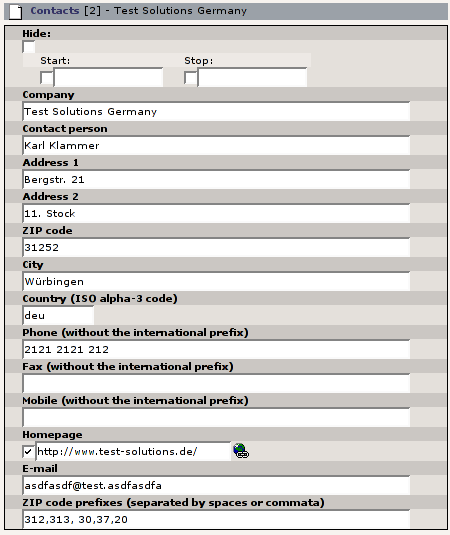 Contacts [2] - Test Solutions Germany
Hide:
Start: Stop:
Company
Test Solutions Germany
Contact person
Karl Klammer
Address 1
Bergstr. 21
Address 2
11. Stock
ZIP code
31252
City
Würbingen
Country (ISO alpha-3 code)
deu
Phone (without the international prefix)
2121 2121 212
Fax (without the international prefix)
Mobile (without the international prefix)
Homepage
http://www.test-solutions.de/
E-mail
asdfasdf@test.asdfasdfa
ZIP code prefixes (separated by spaces or commata)
312,313, 30,37,20